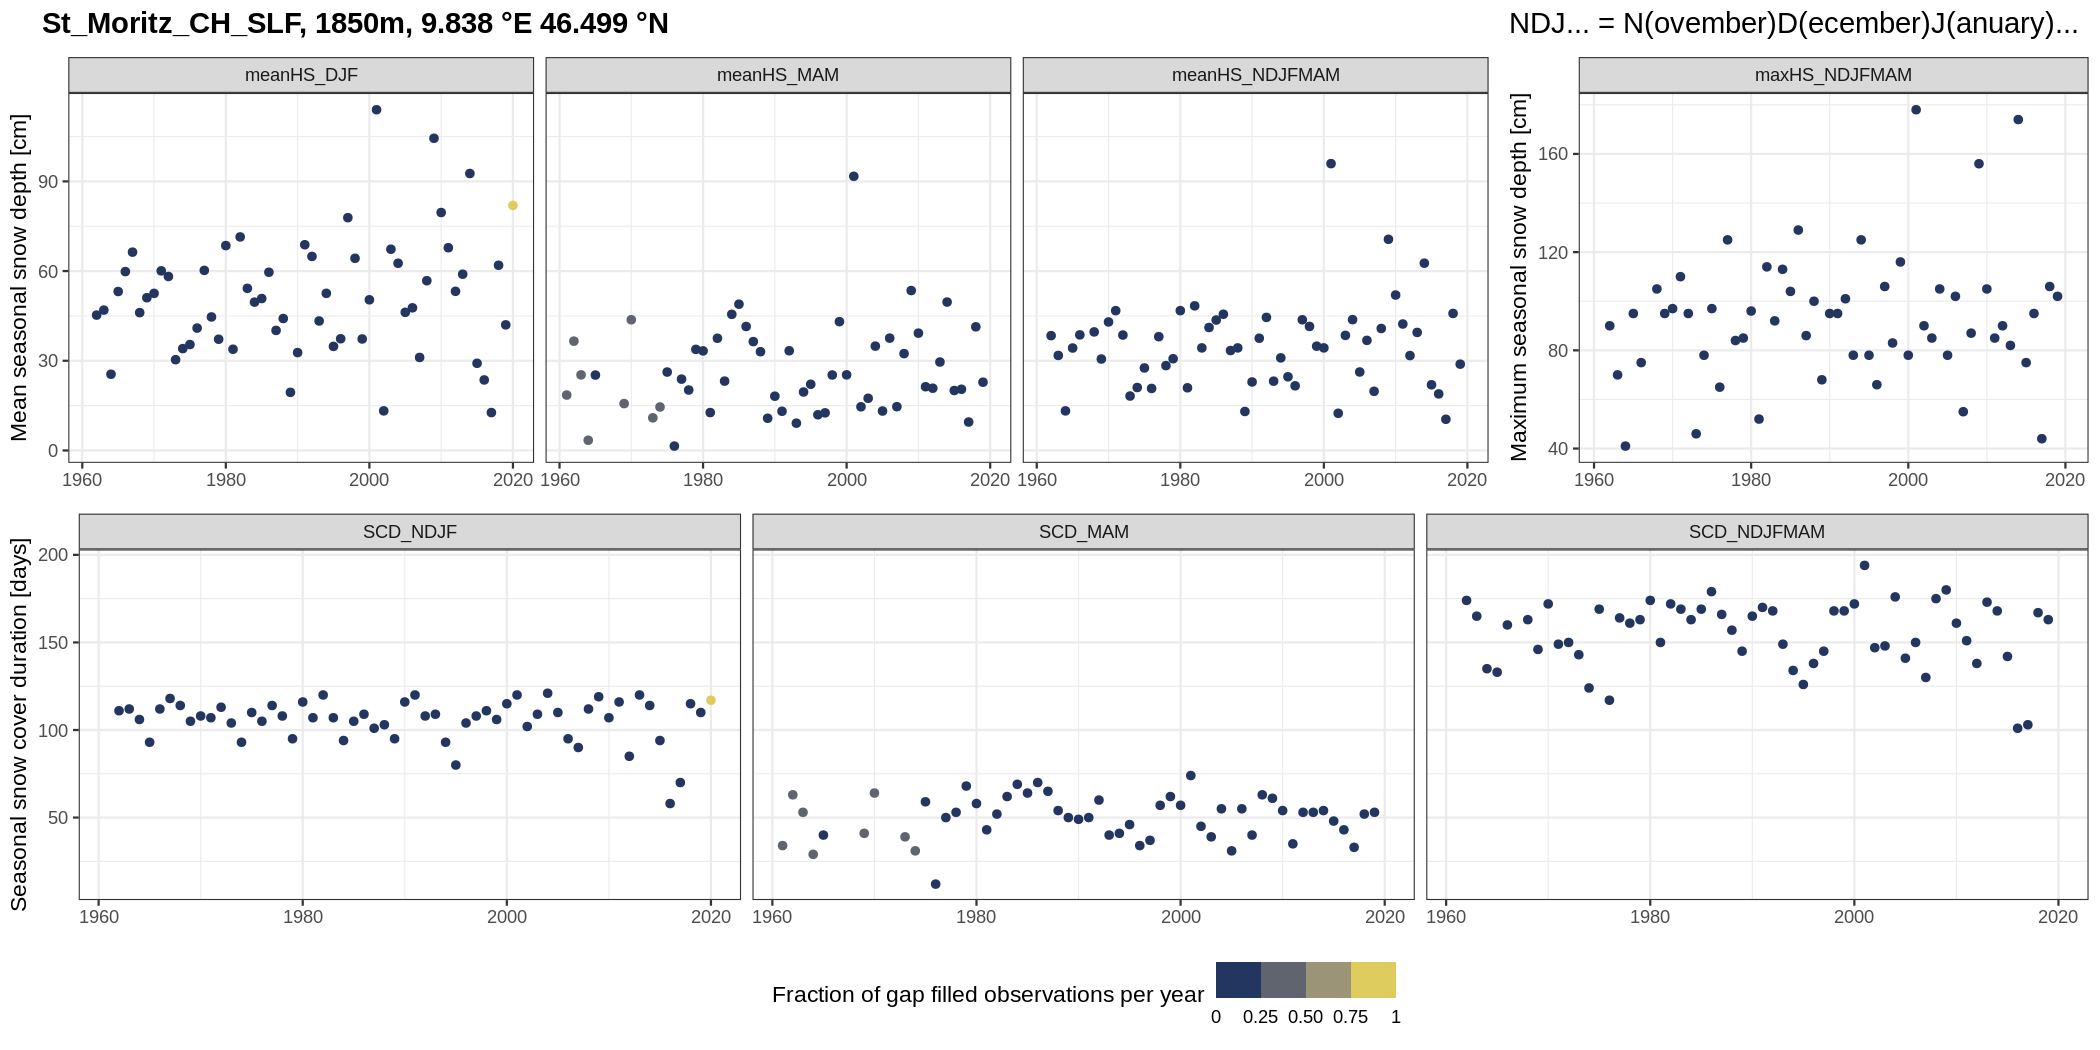 St_Moritz_CH_SLF, 1850m, 9.838 °E 46.499 °N
NDJ... = N(ovember)D(ecember)J(anuary)...
meanHS_DJF
meanHS_MAM
meanHS_NDJFMAM
maxHS_NDJFMAM
Mean seasonal snow depth [cm]
90
60
30
0
1960 1980 2000 2020
1960 1980 2000 2020
1960 1980 2000 2020
Maximum seasonal snow depth [cm]
160
120
80
40
1960 1980 2000 2020
SCD_NDJF
SCD_MAM
SCD_NDJFMAM
Seasonal snow cover duration [days]
200
150
100
50
1960 1980 2000 2020
1960 1980 2000 2020
1960 1980 2000 2020
Fraction of gap filled observations per year
0 0.25 0.50 0.75 1